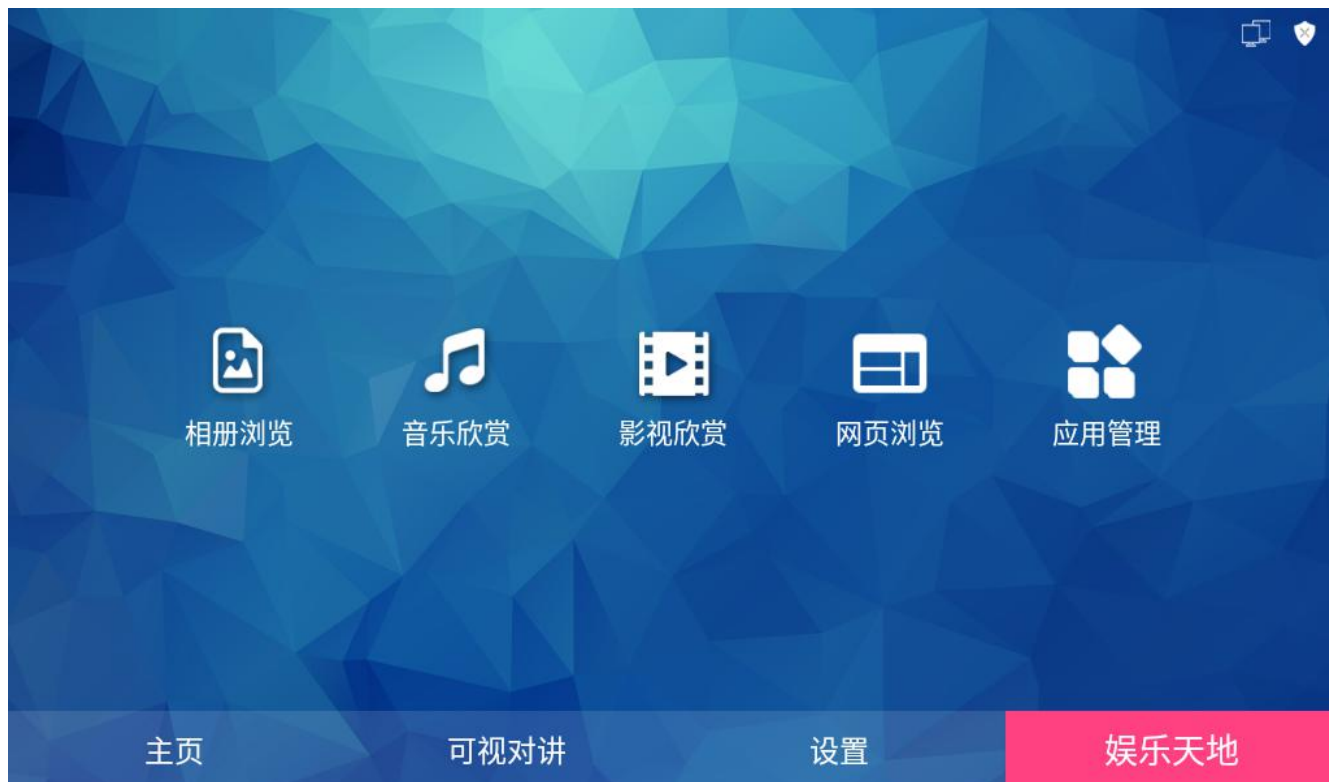 相册浏览
音乐欣赏
影视欣赏
网页浏览
应用管理
主页
可视对讲
设置
娱乐天地